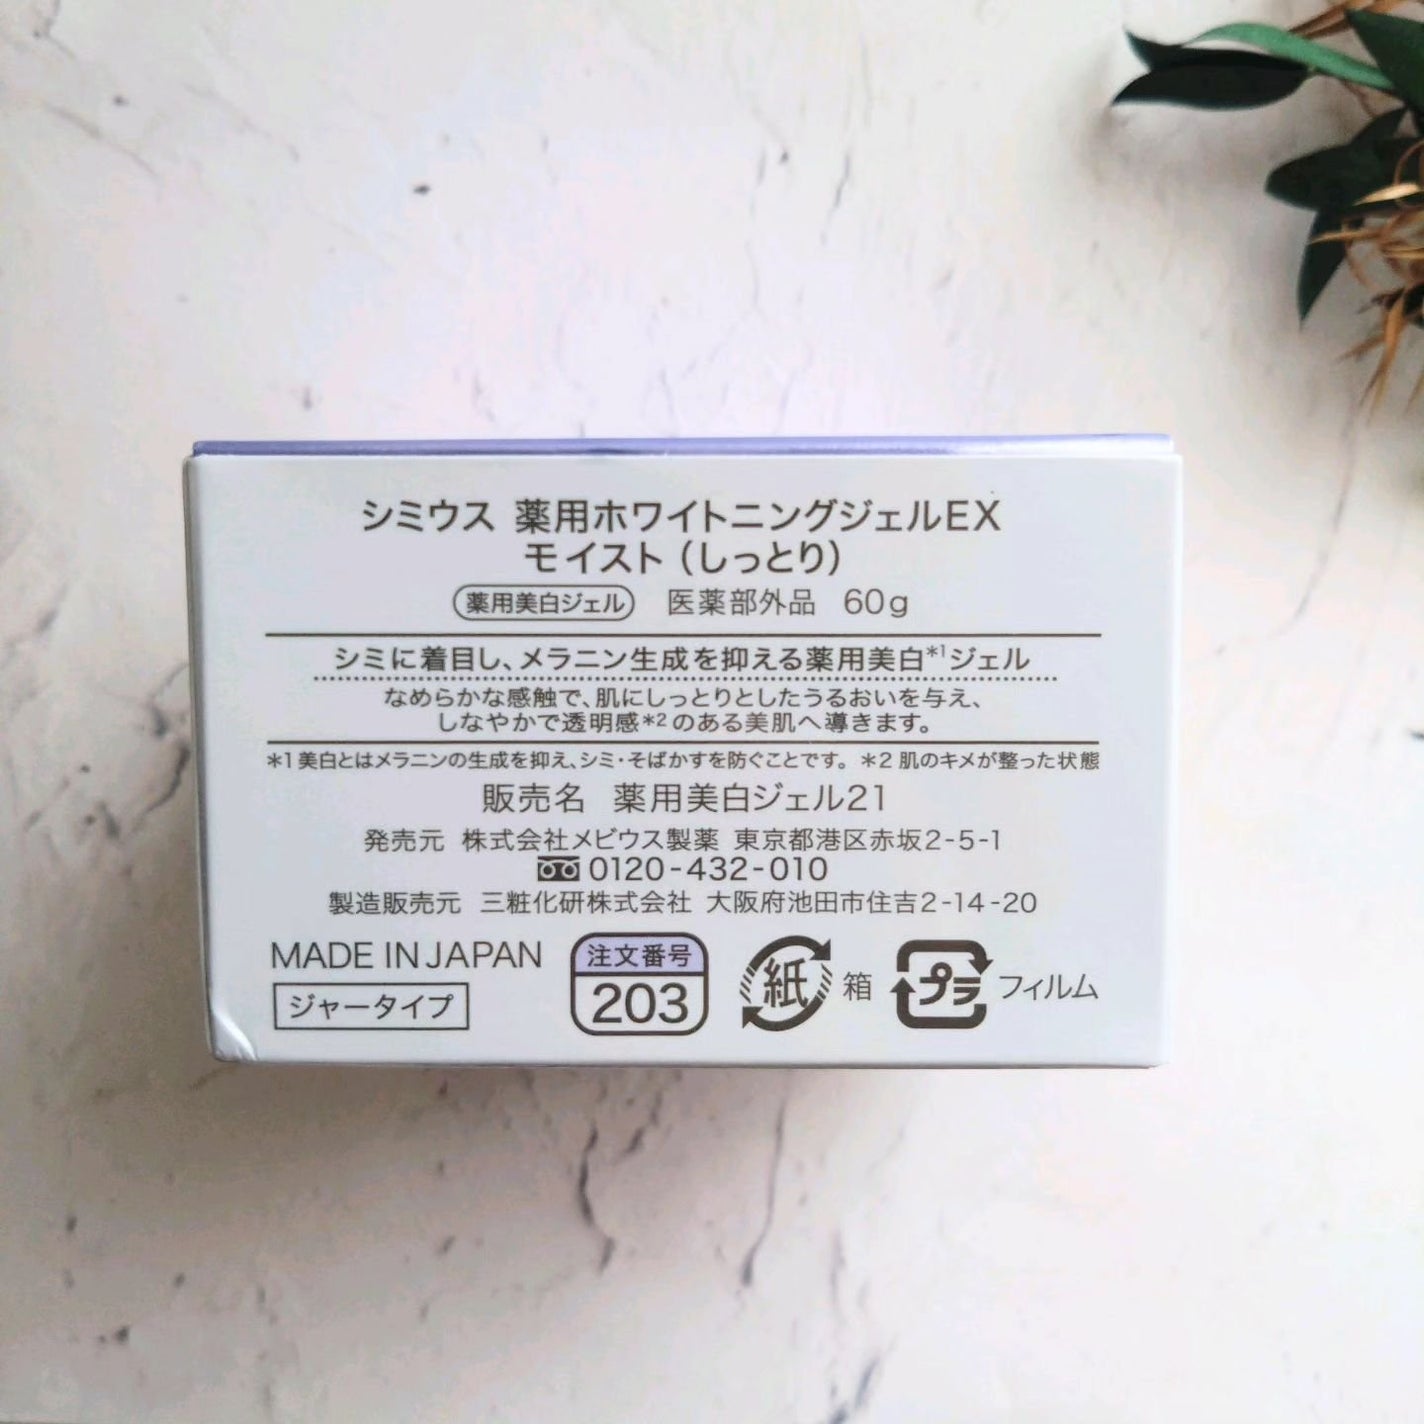 シミウス 薬用ホワイトニングジェルEX
モイスト（しっとり）
薬用美白ジェル 医薬部外品 60g
シミに着目し、メラニン生成を抑える薬用美白*1ジェル
なめらかな感触で、肌にしっとりとしたうるおいを与え、
しなやかで透明感*2のある美肌へ導きます。
*1 美白とはメラニンの生成を抑え、シミ・そばかすを防ぐことです。 *2 肌のキメが整った状態
販売名 薬用美白ジェル21
発売元 株式会社メビウス製薬 東京都港区赤坂2-5-1
0120-432-010
製造販売元 三粧化研株式会社 大阪府池田市住吉2-14-20
MADE IN JAPAN
ジャータイプ
注文番号
203
紙 箱
プラ フィルム